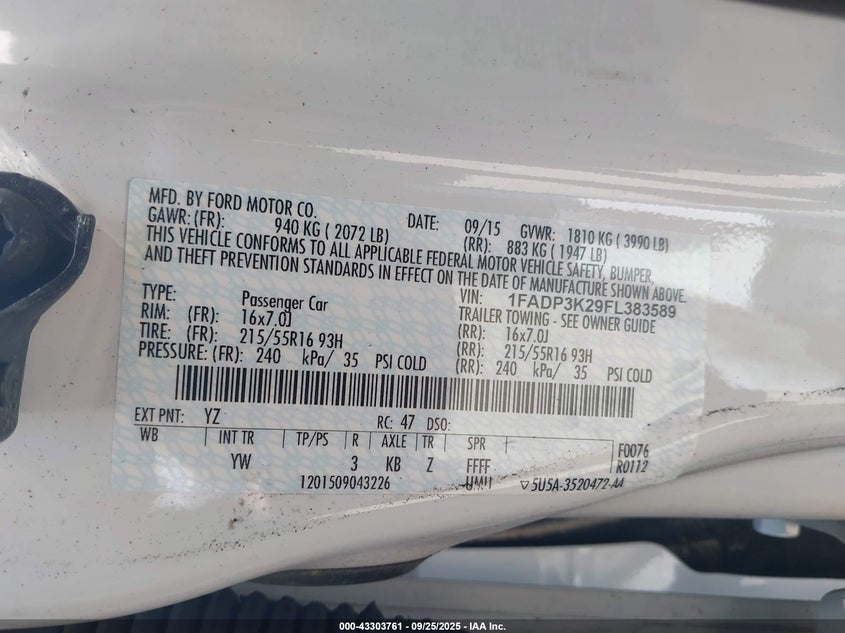 MFD. BY FORD MOTOR CO. DATE: 09/15 GVWR: 1810 KG ( 3990 LB)
GAWR: (FR): 940 KG ( 2072 LB) (RR): 883 KG ( 1947 LB)
THIS VEHICLE CONFORMS TO ALL APPLICABLE FEDERAL MOTOR VEHICLE SAFETY, BUMPER,
AND THEFT PREVENTION STANDARDS IN EFFECT ON THE DATE OF MANUFACTURE SHOWN ABOVE.
VIN: 1FADP3K29FL383589
TYPE: Passenger Car TRAILER TOWING - SEE OWNER GUIDE
RIM: (FR): 16x7.0J (RR): 16x7.0J
TIRE: (FR): 215/55R16 93H (RR): 215/55R16 93H
PRESSURE: (FR): 240 kPa/ 35 PSI COLD (RR): 240 kPa/ 35 PSI COLD
EXT PNT: YZ RC: 47 DSO:
WB INT TR TP/PS R AXLE TR SPR F0076
YW 3 KB Z FFFF R0112
1201509043226 UMII ▽5U5A-3520472-AA
000-43303761 - 09/25/2025 - IAA Inc.